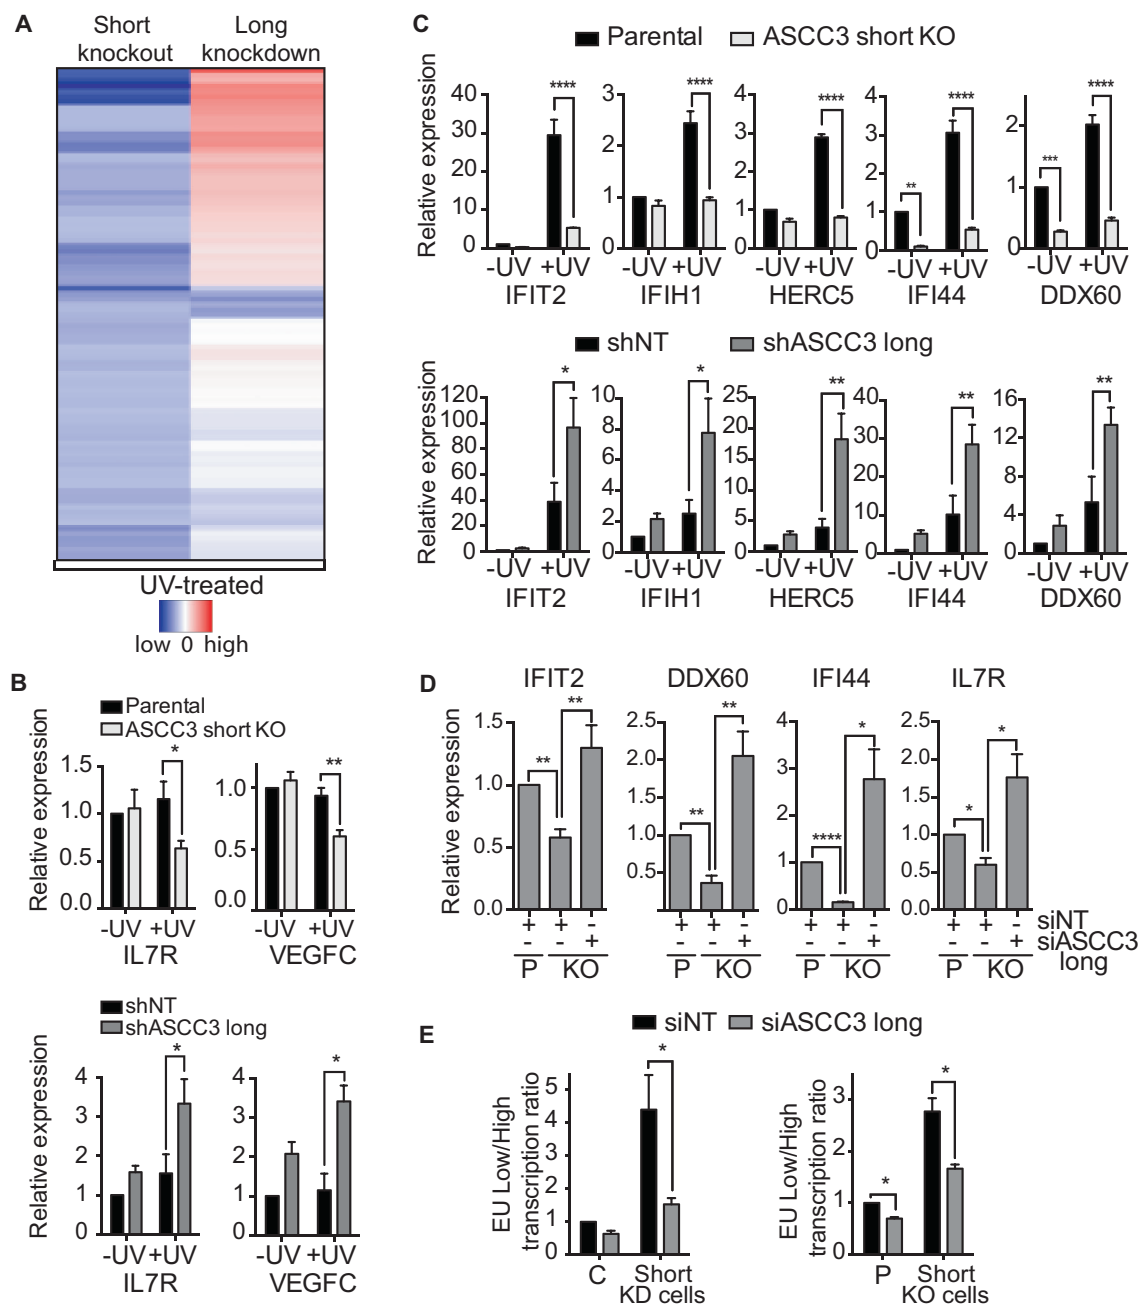 A
Short knockout
Long knockdown
UV-treated
low 0 high
B
Parental
ASCC3 short KO
Relative expression
1.5
1.0
0.5
0.0
-UV +UV
IL7R
*
1.0
0.5
0.0
-UV +UV
VEGFC
**
shNT
shASCC3 long
Relative expression
4
3
2
1
0
-UV +UV
IL7R
*
4
3
2
1
0
-UV +UV
VEGFC
*
C
Parental ASCC3 short KO
Relative expression
40
30
20
10
0
****
-UV +UV
IFIT2
3
2
1
0
****
-UV +UV
IFIH1
4
3
2
1
0
****
-UV +UV
HERC5
4
3
2
1
0
**
****
-UV +UV
IFI44
2
1
0
***
****
-UV +UV
DDX60
shNT shASCC3 long
Relative expression
120
100
80
60
40
20
0
*
-UV +UV
IFIT2
10
8
6
4
2
0
*
-UV +UV
IFIH1
25
20
15
10
5
0
**
-UV +UV
HERC5
40
30
20
10
0
**
-UV +UV
IFI44
16
12
8
4
0
**
-UV +UV
DDX60
D
IFIT2
Relative expression
1.5
1.0
0.5
0.0
**
**
+ + -
- - +
P KO
DDX60
2.5
2.0
1.5
1.0
0.5
**
**
+ + -
- - +
P KO
IFI44
4
3
2
1
0
****
*
+ + -
- - +
P KO
IL7R
2.5
2.0
1.5
1.0
0.5
0.0
*
*
+ + - siNT
- - + siASCC3 long
P KO
E
siNT siASCC3 long
EU Low/High
transcription ratio
5
4
3
2
1
0
*
C Short
KD cells
EU Low/High
transcription ratio
3
2
1
0
*
*
P Short
KO cells